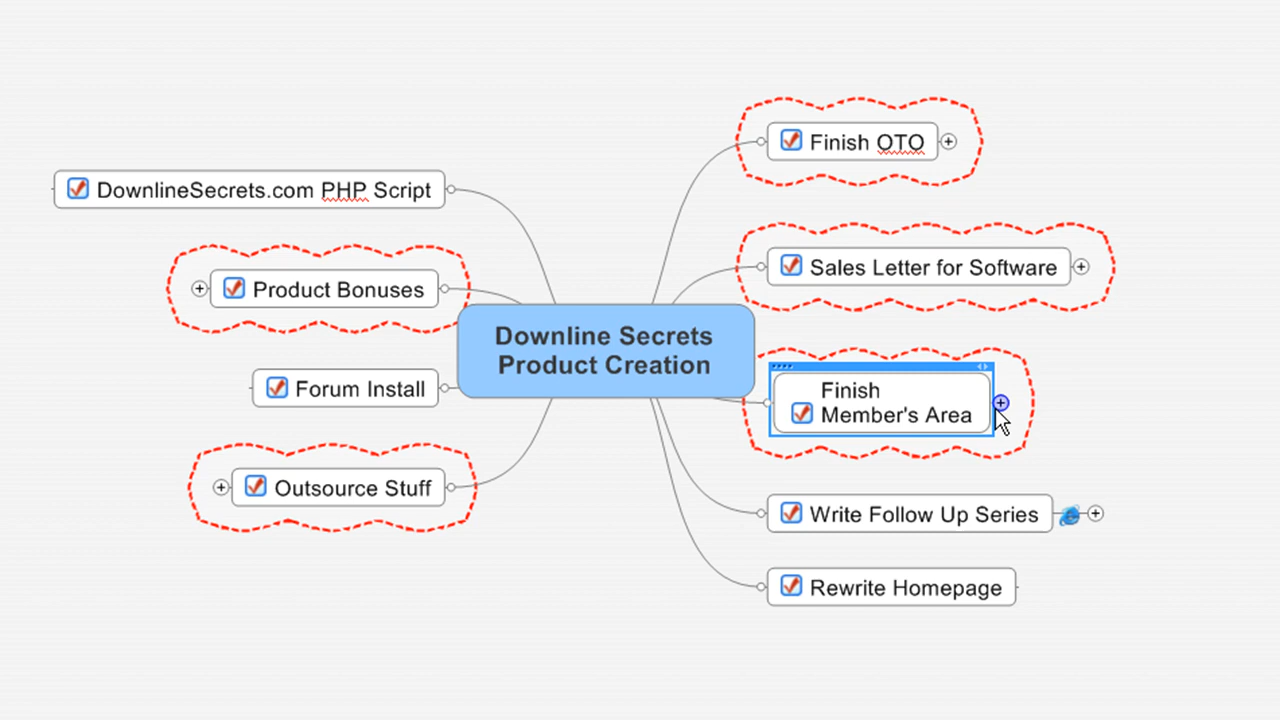 Finish OTO
DownlineSecrets.com PHP Script
Sales Letter for Software
Product Bonuses
Downline Secrets
Product Creation
Forum Install
Finish
Member's Area
Outsource Stuff
Write Follow Up Series
Rewrite Homepage